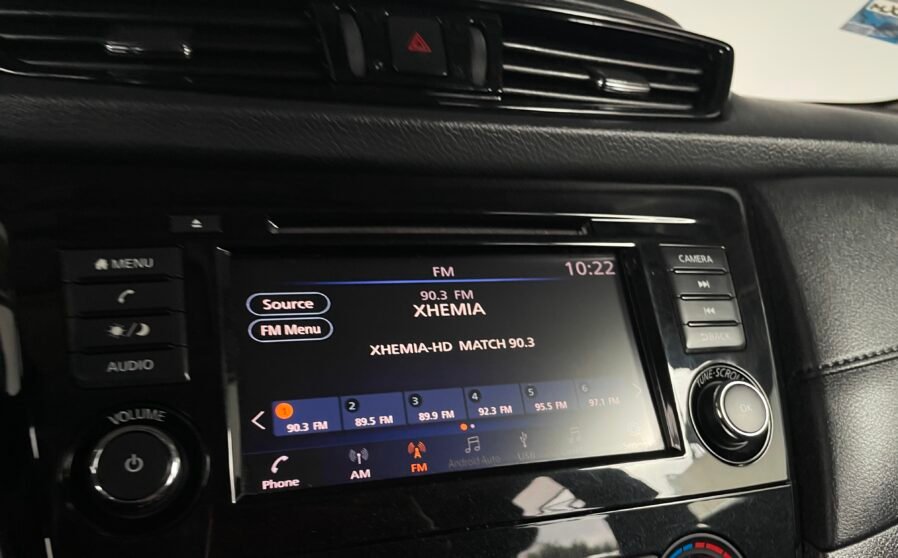 MENU
AUDIO
VOLUME
FM
10:22
Source
FM Menu
90.3 FM
XHEMIA
XHEMIA-HD MATCH 90.3
1 2 3 4 5 6
90.3 FM 89.5 FM 89.9 FM 92.3 FM 95.5 FM 97.1 FM
Phone AM FM Android Auto USB
CAMERA
BACK
TUNE-SCROLL
OK